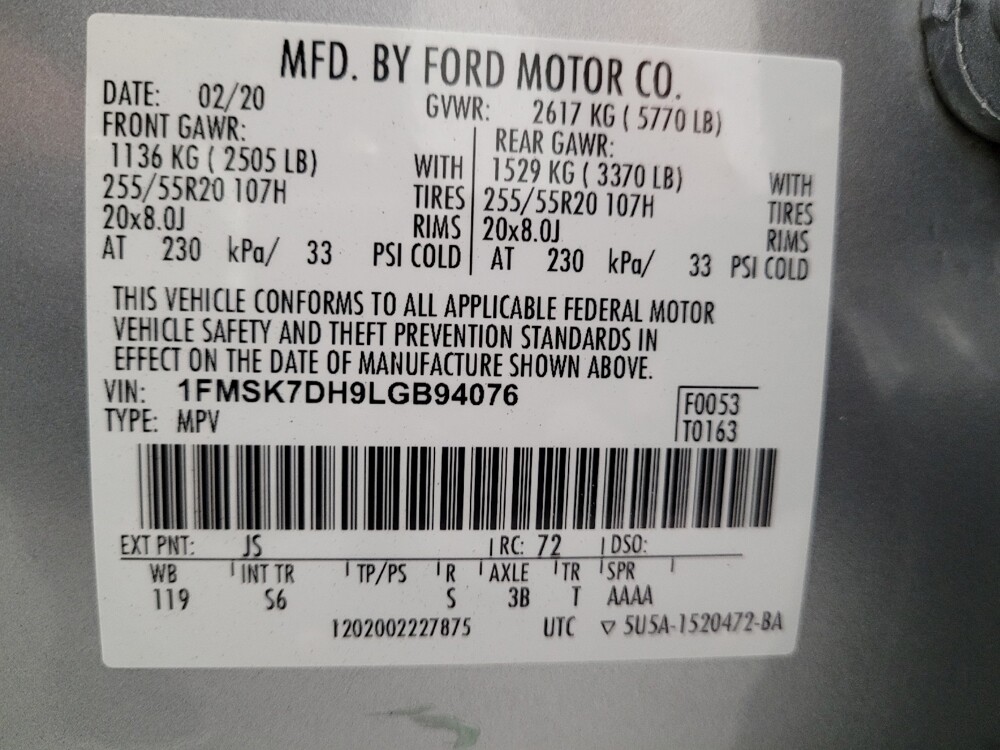 MFD. BY FORD MOTOR CO.
DATE: 02/20 GVWR: 2617 KG ( 5770 LB)
FRONT GAWR: REAR GAWR:
1136 KG ( 2505 LB) WITH 1529 KG ( 3370 LB) WITH
255/55R20 107H TIRES 255/55R20 107H TIRES
20x8.0J RIMS 20x8.0J RIMS
AT 230 kPa/ 33 PSI COLD AT 230 kPa/ 33 PSI COLD
THIS VEHICLE CONFORMS TO ALL APPLICABLE FEDERAL MOTOR
VEHICLE SAFETY AND THEFT PREVENTION STANDARDS IN
EFFECT ON THE DATE OF MANUFACTURE SHOWN ABOVE.
VIN: 1FMSK7DH9LGB94076 F0053
TYPE: MPV T0163
EXT PNT: JS RC: 72 DSO:
WB INT TR TP/PS R AXLE TR SPR
119 S6 S 3B T AAAA
1202002227875 UTC ▽ 5U5A-1520472-BA